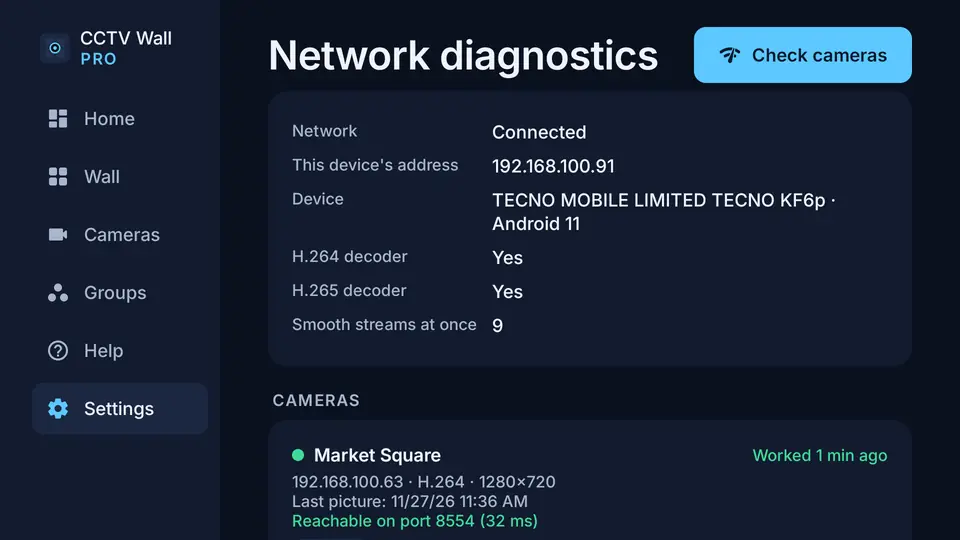 CCTV Wall
PRO
Home
Wall
Cameras
Groups
Help
Settings
Network diagnostics
Check cameras
Network Connected
This device's address 192.168.100.91
Device TECNO MOBILE LIMITED TECNO KF6p ·
Android 11
H.264 decoder Yes
H.265 decoder Yes
Smooth streams at once 9
CAMERAS
Market Square Worked 1 min ago
192.168.100.63 · H.264 · 1280×720
Last picture: 11/27/26 11:36 AM
Reachable on port 8554 (32 ms)